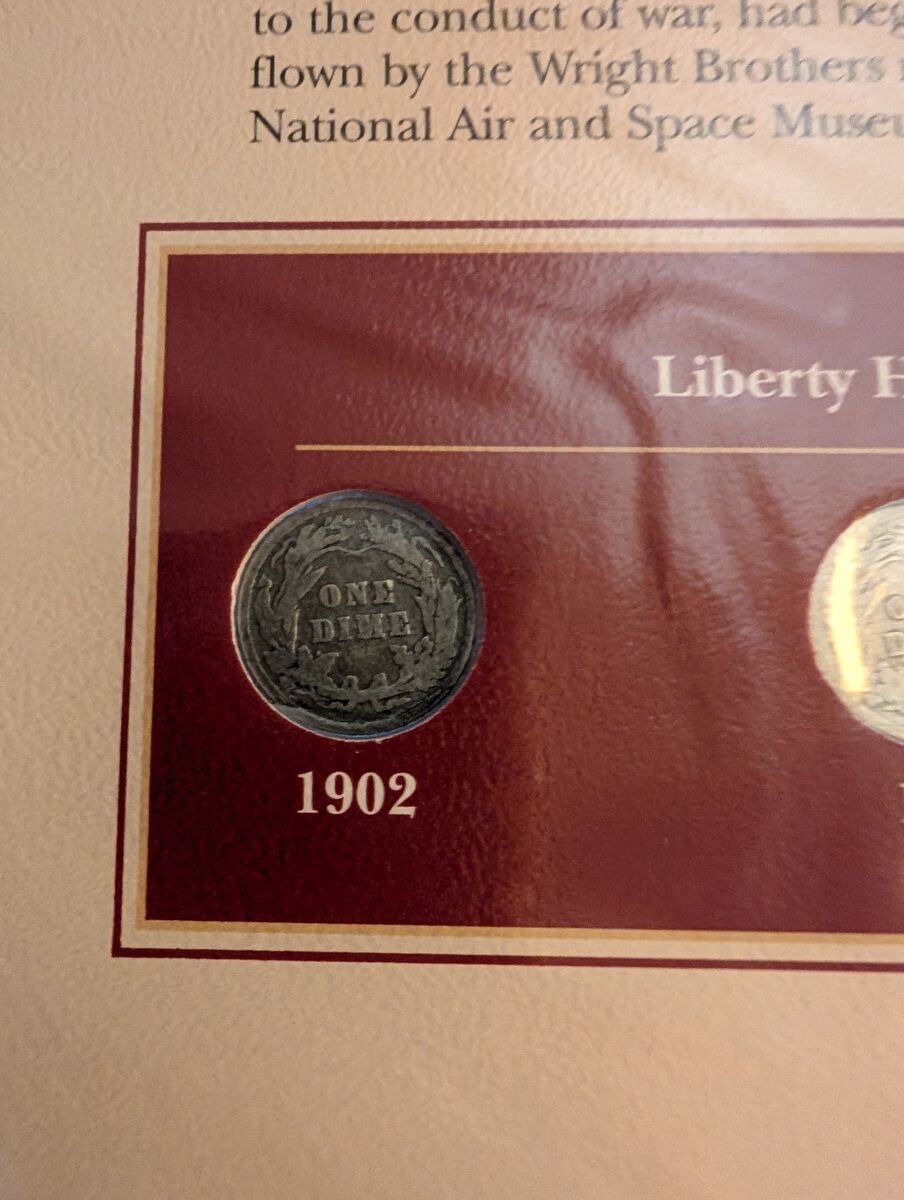 to the conduct of war, had beg
flown by the Wright Brothers
National Air and Space Museu
Liberty H
ONE
DIME
1902